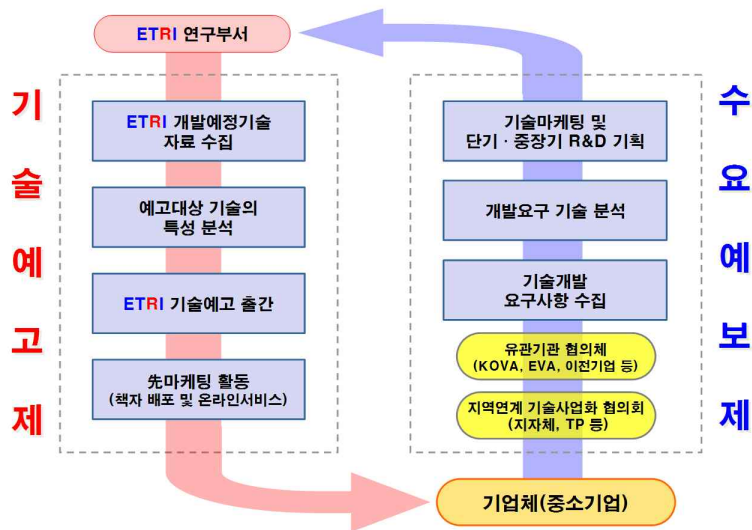 ETRI 연구부서
기술예고제
ETRI 개발예정기술
자료 수집
예고대상 기술의
특성 분석
ETRI 기술예고 출간
先마케팅 활동
(책자 배포 및 온라인서비스)
수요예보제
기술마케팅 및
단기 · 중장기 R&D 기획
개발요구 기술 분석
기술개발
요구사항 수집
유관기관 협의체
(KOVA, EVA, 이전기업 등)
지역연계 기술사업화 협의회
(지자체, TP 등)
기업체(중소기업)